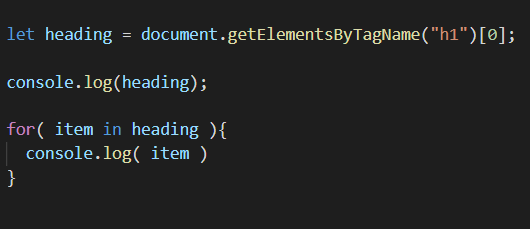 let heading = document.getElementsByTagName("h1")[0];
console.log(heading);
for( item in heading ){
console.log( item )
}